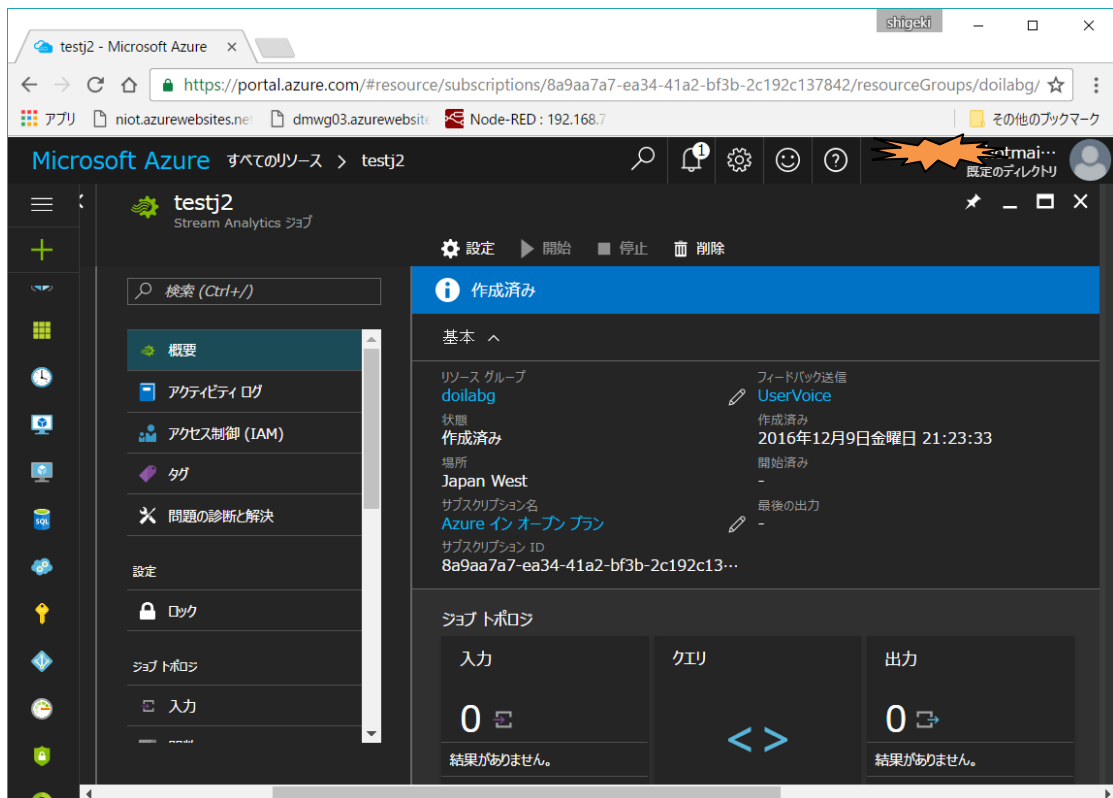 shigeki
testj2 - Microsoft Azure
https://portal.azure.com/#resource/subscriptions/8a9aa7a7-ea34-41a2-bf3b-2c192c137842/resourceGroups/doilabg/
アプリ niot.azurewebsites.net dmwg03.azurewebsite Node-RED : 192.168.7 その他のブックマーク
Microsoft Azure すべてのリソース > testj2
1
otmai…
既定のディレクトリ
testj2
Stream Analytics ジョブ
設定 開始 停止 削除
検索 (Ctrl+/)
概要
アクティビティ ログ
アクセス制御 (IAM)
タグ
問題の診断と解決
設定
ロック
ジョブ トポロジ
入力
SQL
作成済み
基本
リソース グループ
doilabg
状態
作成済み
場所
Japan West
サブスクリプション名
Azure イン オープン プラン
サブスクリプション ID
8a9aa7a7-ea34-41a2-bf3b-2c192c13…
フィードバック送信
UserVoice
作成済み
2016年12月9日金曜日 21:23:33
開始済み
-
最後の出力
-
ジョブ トポロジ
入力
0
結果がありません。
クエリ
< >
出力
0
結果がありません。